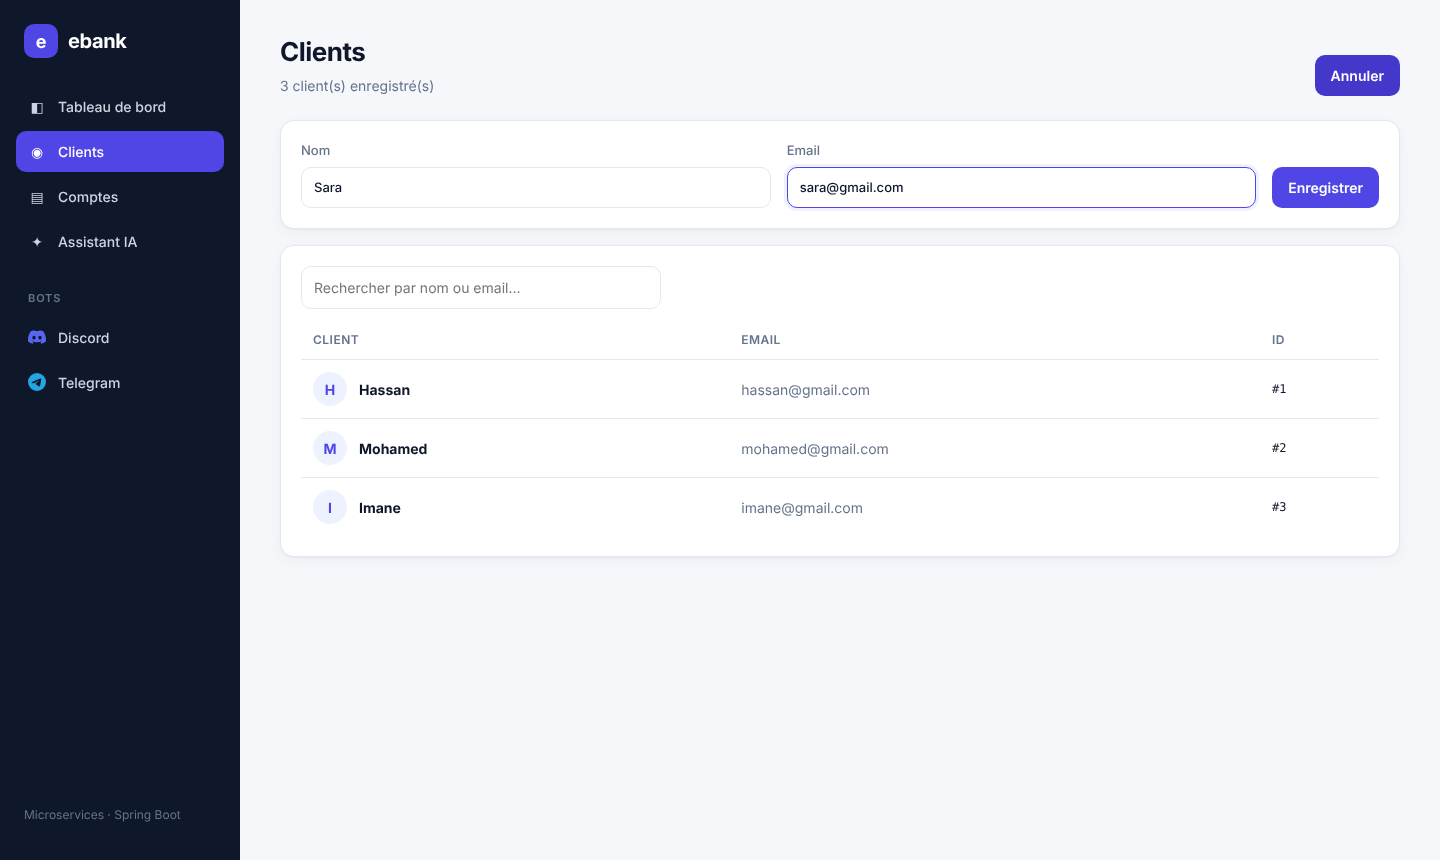 e ebank
Tableau de bord
Clients
Comptes
Assistant IA
BOTS
Discord
Telegram
Microservices · Spring Boot
Clients
3 client(s) enregistré(s)
Annuler
Nom
Email
Sara
sara@gmail.com
Enregistrer
Rechercher par nom ou email...
CLIENT EMAIL ID
H Hassan hassan@gmail.com #1
M Mohamed mohamed@gmail.com #2
I Imane imane@gmail.com #3